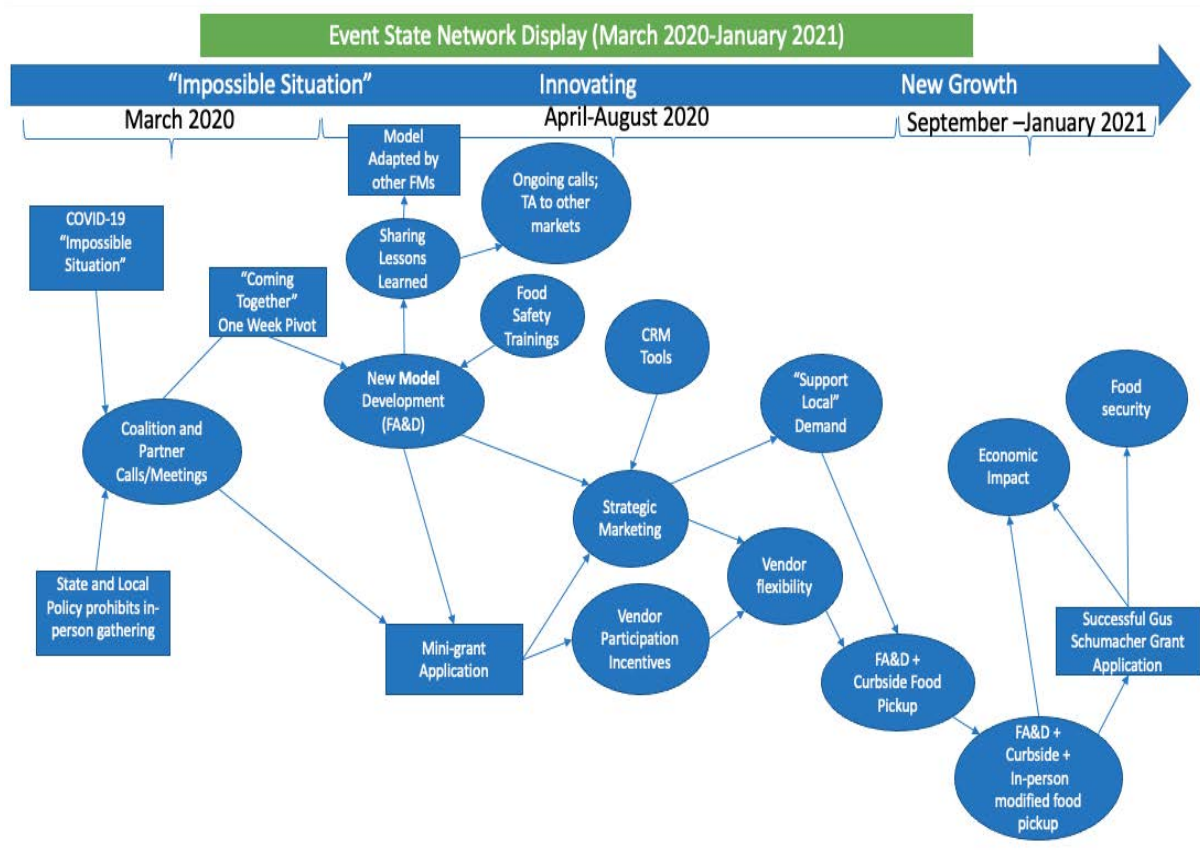 Event State Network Display (March 2020-January 2021)
“Impossible Situation”
Innovating
New Growth
March 2020
April-August 2020
September –January 2021
Model
Adapted by
other FMs
Ongoing calls;
TA to other
markets
COVID-19
“Impossible
Situation”
Sharing
Lessons
Learned
“Coming
Together”
One Week Pivot
Food
Safety
Trainings
CRM
Tools
New Model
Development
(FA&D)
“Support
Local”
Demand
Food
security
Coalition and
Partner
Calls/Meetings
Economic
Impact
Strategic
Marketing
Vendor
flexibility
State and Local
Policy prohibits in-
person gathering
Mini-grant
Application
Vendor
Participation
Incentives
Successful Gus
Schumacher Grant
Application
FA&D +
Curbside Food
Pickup
FA&D +
Curbside +
In-person
modified food
pickup